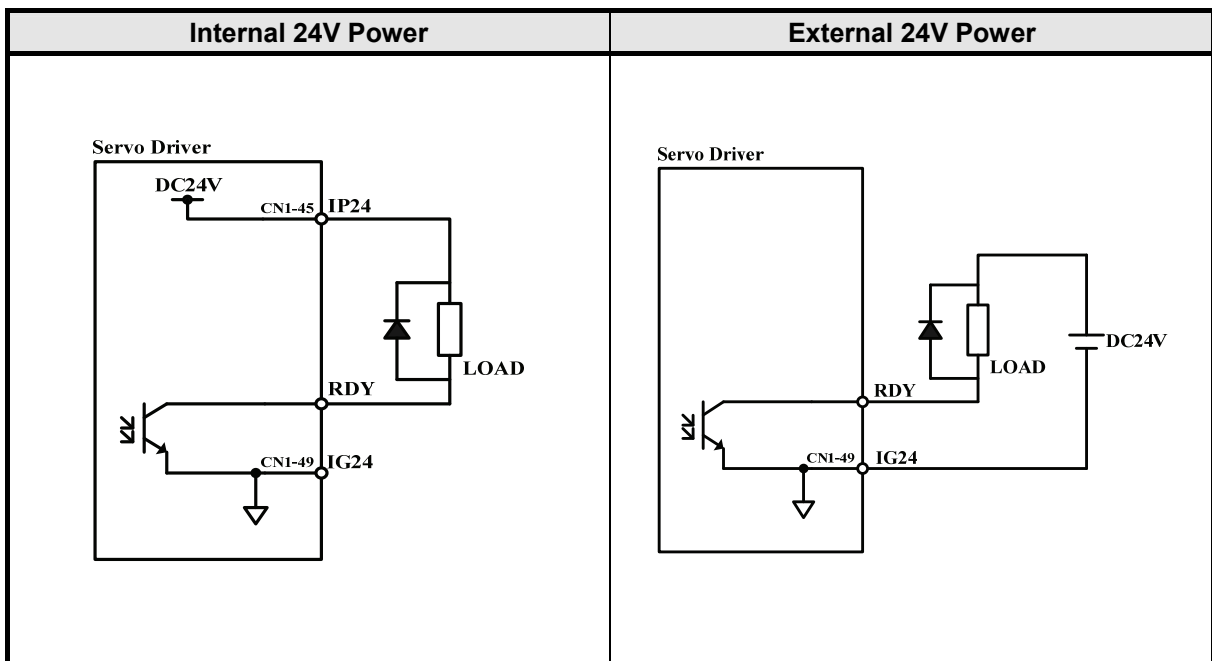 Internal 24V Power
External 24V Power
Servo Driver
DC24V
CN1-45
IP24
LOAD
RDY
CN1-49
IG24
Servo Driver
DC24V
LOAD
RDY
CN1-49
IG24